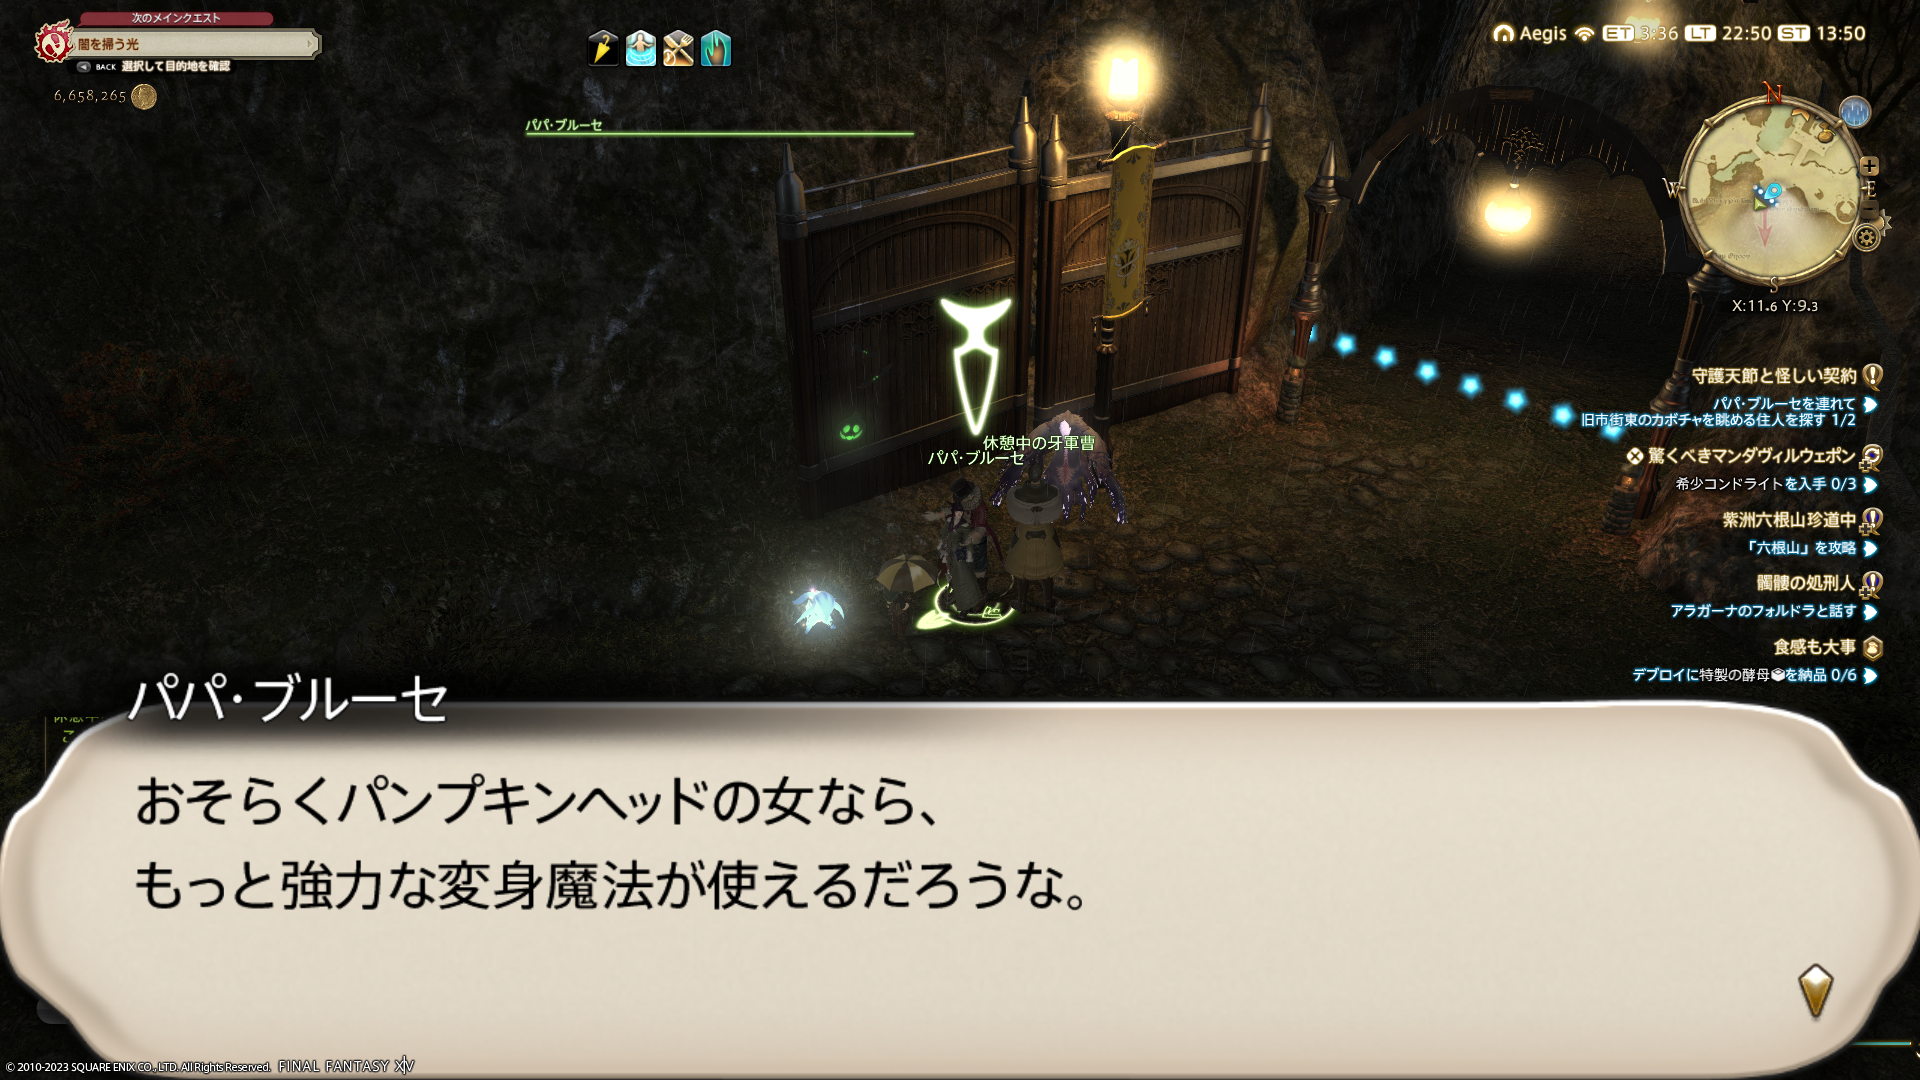 次のメインクエスト
闇を掃う光
BACK 選択して目的地を確認
6,658,265
パパ・ブルーセ
Aegis ET 3:36 LT 22:50 ST 13:50
N
W
E
S
X:11.6 Y:9.3
守護天節と怪しい契約
パパ・ブルーセを連れて
旧市街東のカボチャを眺める住人を探す 1/2
驚くべきマンダヴィルウェポン
希少コンドライトを入手 0/3
紫洲六根山珍道中
「六根山」を攻略
髑髏の処刑人
アラガーナのフォルドラと話す
食感も大事
デブロイに特製の酵母を納品 0/6
休憩中の牙軍曹
パパ・ブルーセ
パパ・ブルーセ
おそらくパンプキンヘッドの女なら、
もっと強力な変身魔法が使えるだろうな。
© 2010-2023 SQUARE ENIX CO., LTD. All Rights Reserved. FINAL FANTASY XIV